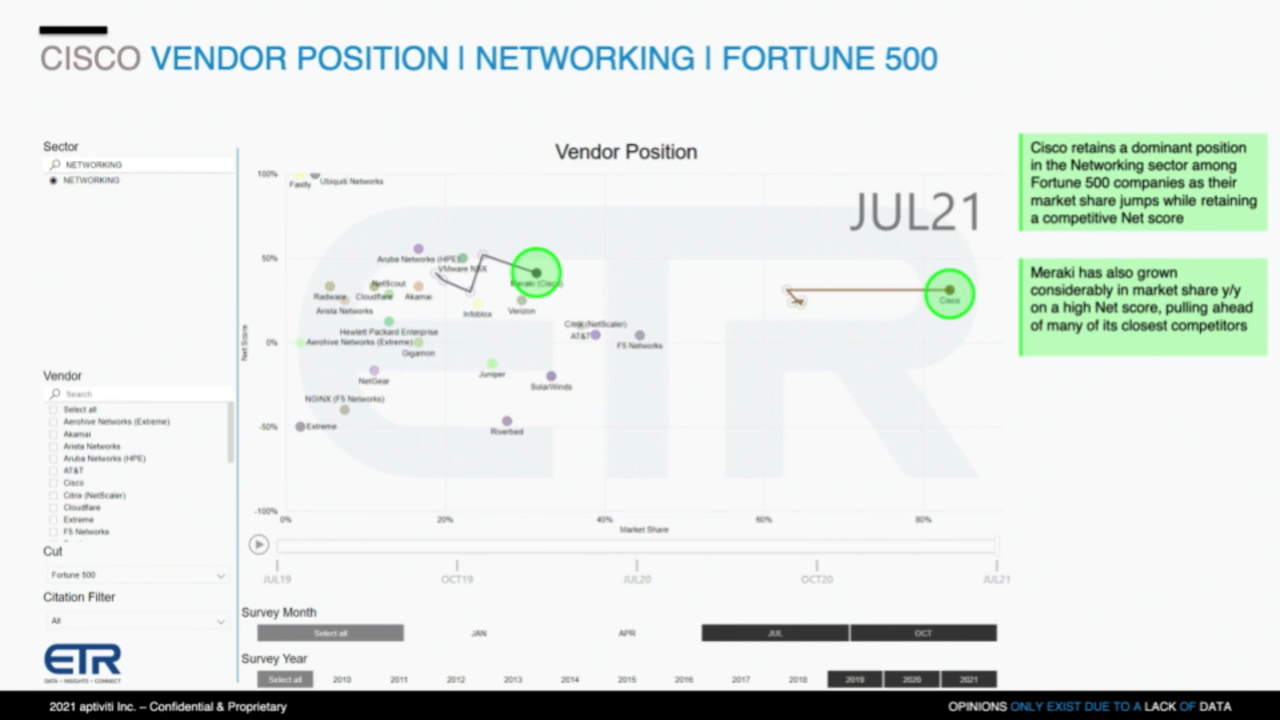 CISCO VENDOR POSITION | NETWORKING | FORTUNE 500
Sector
NETWORKING
NETWORKING
Vendor
Search
Select all
Aerohive Networks (Extreme)
Akamai
Arista Networks
Aruba Networks (HPE)
AT&T
Cisco
Citrix (NetScaler)
Cloudflare
Extreme
F5 Networks
Cut
Fortune 500
Citation Filter
All
ETR
DATA • INSIGHTS • CONNECT
Vendor Position
JUL21
ETR
Net Score
100%
50%
0%
-50%
-100%
Fastly
Ubiquiti Networks
Aruba Networks (HPE)
VMware NSX
Meraki (Cisco)
NetScout
Radware
Cloudflare
Akamai
Arista Networks
Infoblox
Verizon
Cisco
Hewlett Packard Enterprise
Citrix (NetScaler)
AT&T
F5 Networks
Aerohive Networks (Extreme)
Gigamon
NetGear
Juniper
SolarWinds
NGINX (F5 Networks)
Extreme
Riverbed
0%
20%
40%
60%
80%
Market Share
JUL19
OCT19
JUL20
OCT20
JUL21
Survey Month
Select all
JAN
APR
JUL
OCT
Survey Year
Select all
2010
2011
2012
2013
2014
2015
2016
2017
2018
2019
2020
2021
Cisco retains a dominant position
in the Networking sector among
Fortune 500 companies as their
market share jumps while retaining
a competitive Net score
Meraki has also grown
considerably in market share y/y
on a high Net score, pulling ahead
of many of its closest competitors
2021 aptiviti Inc. – Confidential & Proprietary
OPINIONS ONLY EXIST DUE TO A LACK OF DATA